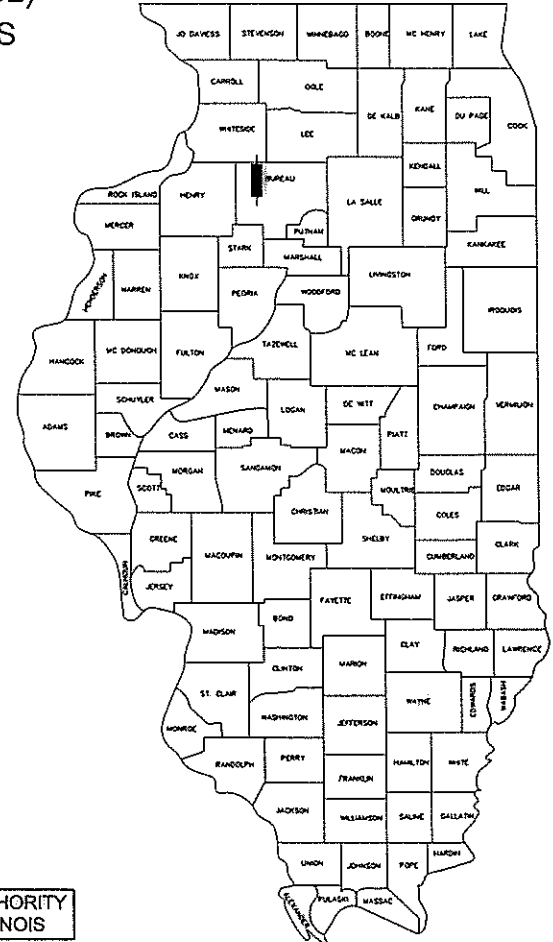 S
JO DAVIESS STEVENSON WINNEBAGO BOONE MC HENRY LAKE
CARROLL OGLE
DE KALB KANE DU PAGE COOK
WHITESIDE LEE
KENDALL
BUREAU WILL
ROCK ISLAND HENRY LA SALLE
GRUNDY
MERCER PUTNAM
STARK KANKAKEE
MARSHALL
HENDERSON WARREN KNOX PEORIA WOODFORD LIVINGSTON
IROQUOIS
TAZEWELL FORD
HANCOCK MC DONOUGH FULTON MC LEAN
MASON
SCHUYLER LOGAN DE WITT CHAMPAIGN VERMILION
ADAMS BROWN CASS MENARD PIATT
MACON
MORGAN SANGAMON DOUGLAS
PIKE SCOTT MOULTRIE EDGAR
CHRISTIAN COLES
GREENE SHELBY
MACOUPIN MONTGOMERY CUMBERLAND CLARK
CALHOUN JERSEY
FAYETTE EFFINGHAM JASPER CRAWFORD
MADISON BOND
CLAY RICHLAND LAWRENCE
CLINTON MARION
ST. CLAIR WAYNE EDWARDS WABASH
WASHINGTON JEFFERSON
MONROE
RANDOLPH PERRY HAMILTON WHITE
FRANKLIN
JACKSON WILLIAMSON SALINE GALLATIN
HARDIN
UNION JOHNSON POPE
ALEXANDER PULASKI MASSAC
HORITY
NOIS